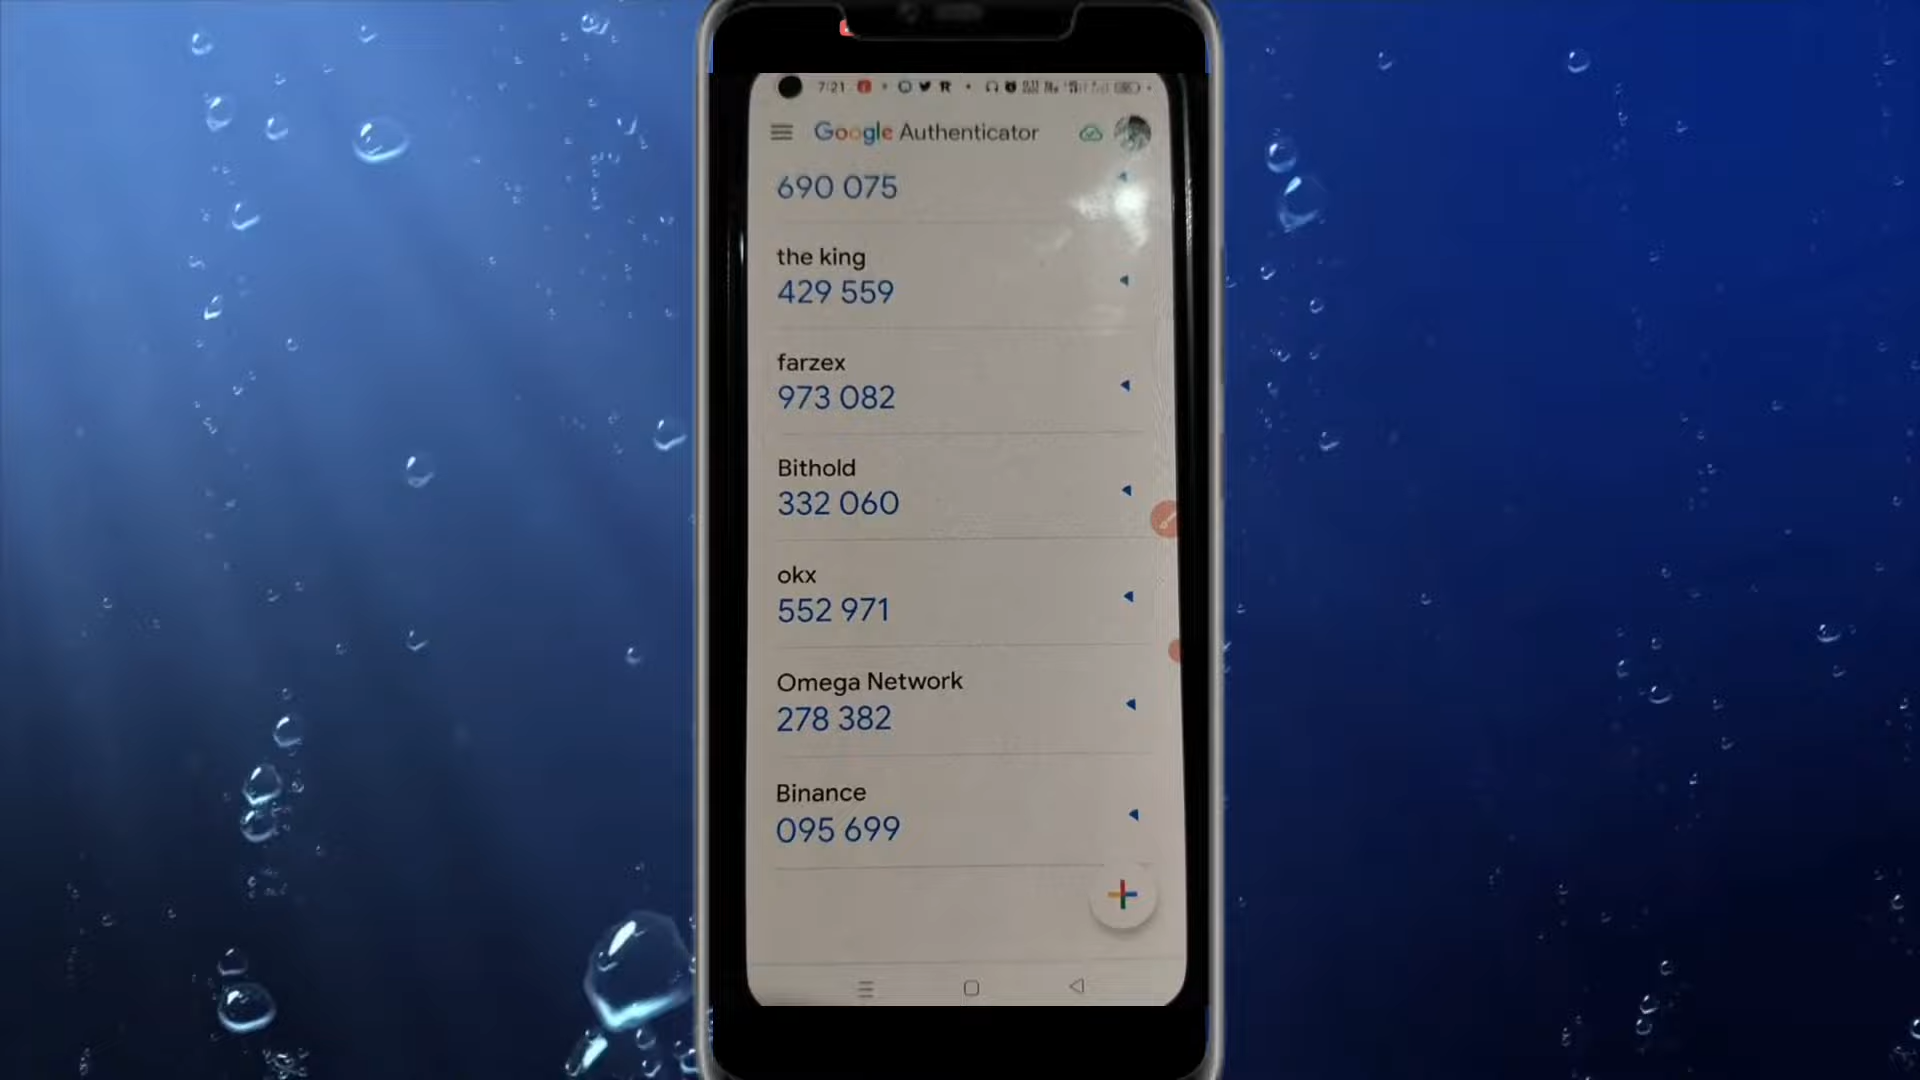 7:21
Google Authenticator
690 075
the king
429 559
farzex
973 082
Bithold
332 060
okx
552 971
Omega Network
278 382
Binance
095 699